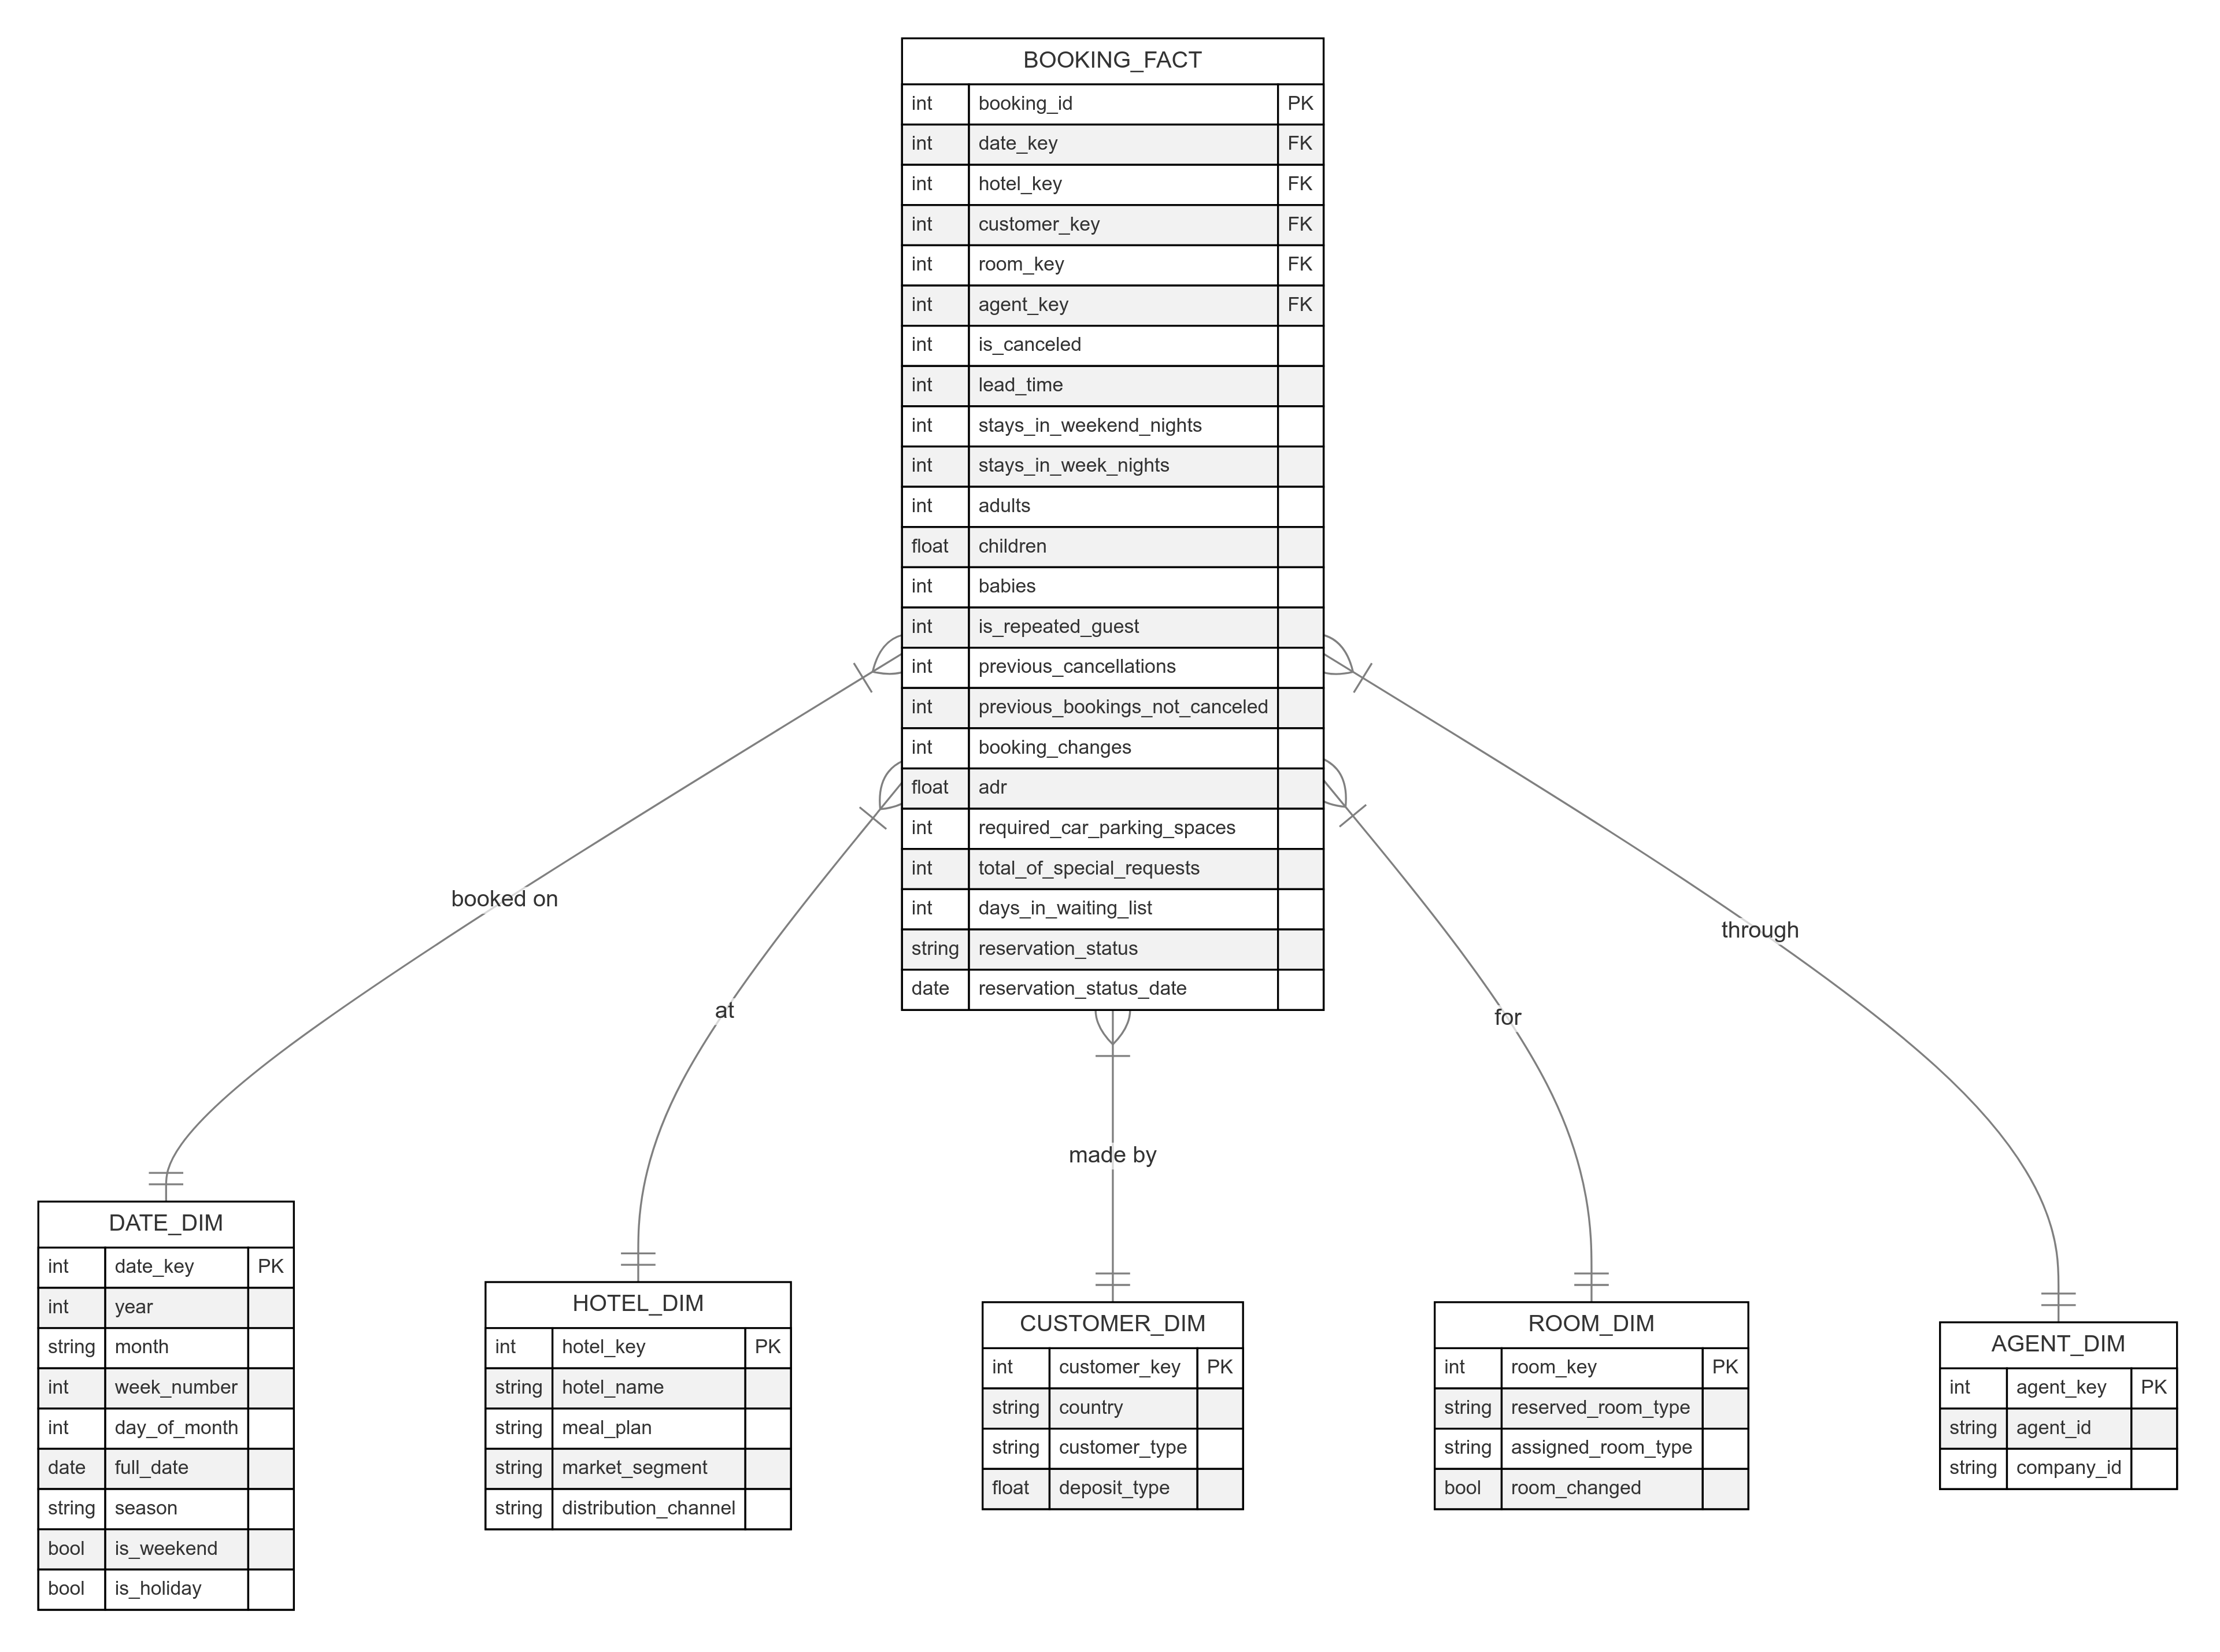 BOOKING_FACT
int booking_id PK
int date_key FK
int hotel_key FK
int customer_key FK
int room_key FK
int agent_key FK
int is_canceled
int lead_time
int stays_in_weekend_nights
int stays_in_week_nights
int adults
float children
int babies
int is_repeated_guest
int previous_cancellations
int previous_bookings_not_canceled
int booking_changes
float adr
int required_car_parking_spaces
int total_of_special_requests
int days_in_waiting_list
string reservation_status
date reservation_status_date
booked on
at
made by
for
through
DATE_DIM
int date_key PK
int year
string month
int week_number
int day_of_month
date full_date
string season
bool is_weekend
bool is_holiday
HOTEL_DIM
int hotel_key PK
string hotel_name
string meal_plan
string market_segment
string distribution_channel
CUSTOMER_DIM
int customer_key PK
string country
string customer_type
float deposit_type
ROOM_DIM
int room_key PK
string reserved_room_type
string assigned_room_type
bool room_changed
AGENT_DIM
int agent_key PK
string agent_id
string company_id